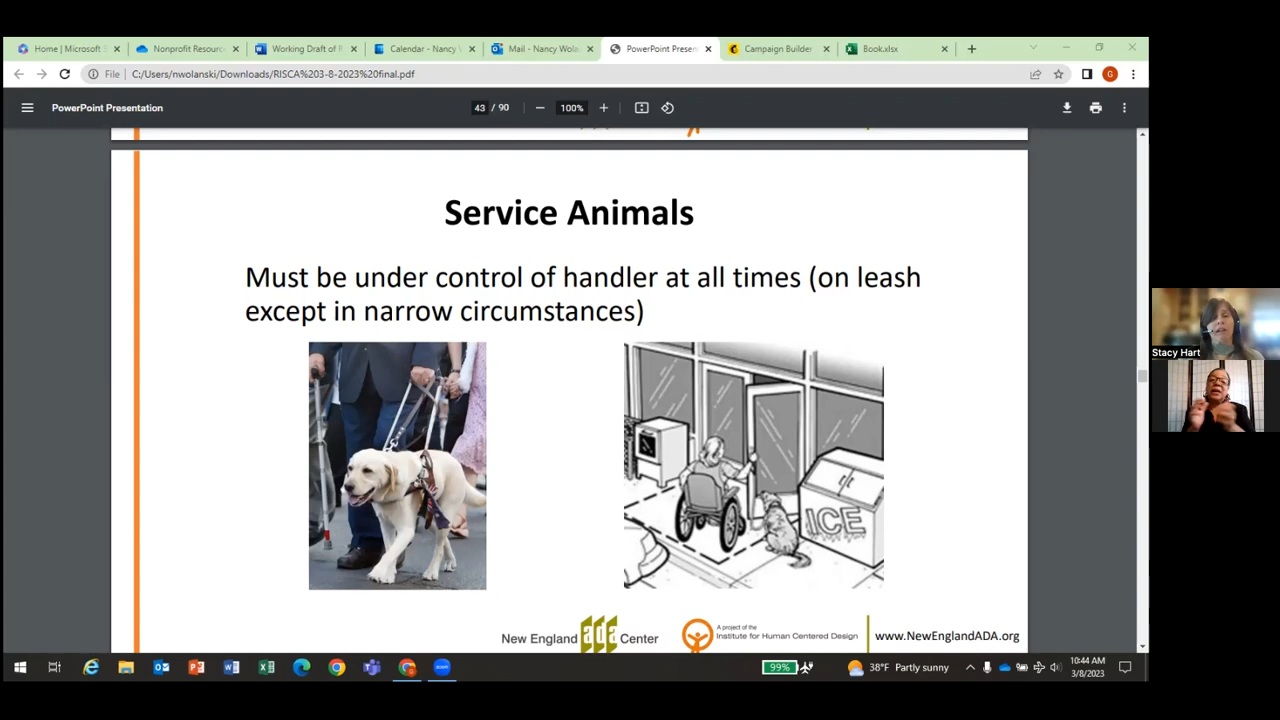 Home | Microsoft
Nonprofit Resourc
Working Draft of R
Calendar - Nancy
Mail - Nancy Wola
PowerPoint Presen
Campaign Builder
Book.xlsx
File
C:/Users/nwolanski/Downloads/RISCA%203-8-2023%20final.pdf
PowerPoint Presentation
43 / 90
100%
Service Animals
Must be under control of handler at all times (on leash
except in narrow circumstances)
ICE
New England ada Center
A project of the
Institute for Human Centered Design
www.NewEnglandADA.org
Stacy Hart
99%
38°F Partly sunny
10:44 AM
3/8/2023